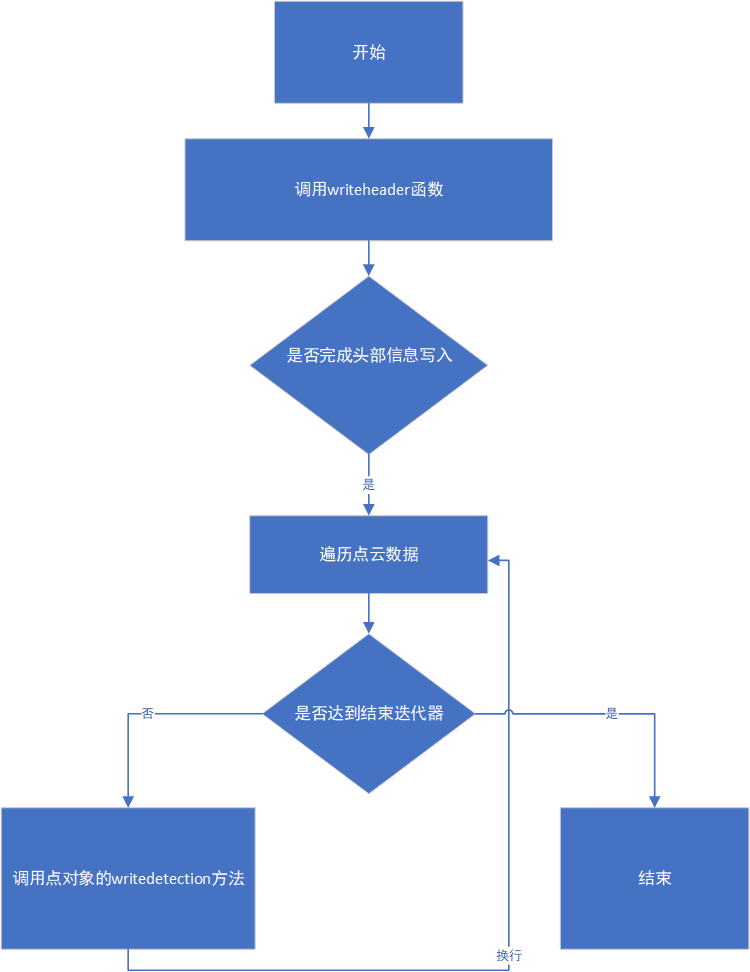 开始
调用writeheader函数
是否完成头部信息写入
是
遍历点云数据
是否达到结束迭代器
否
是
调用点对象的writedetection方法
结束
换行